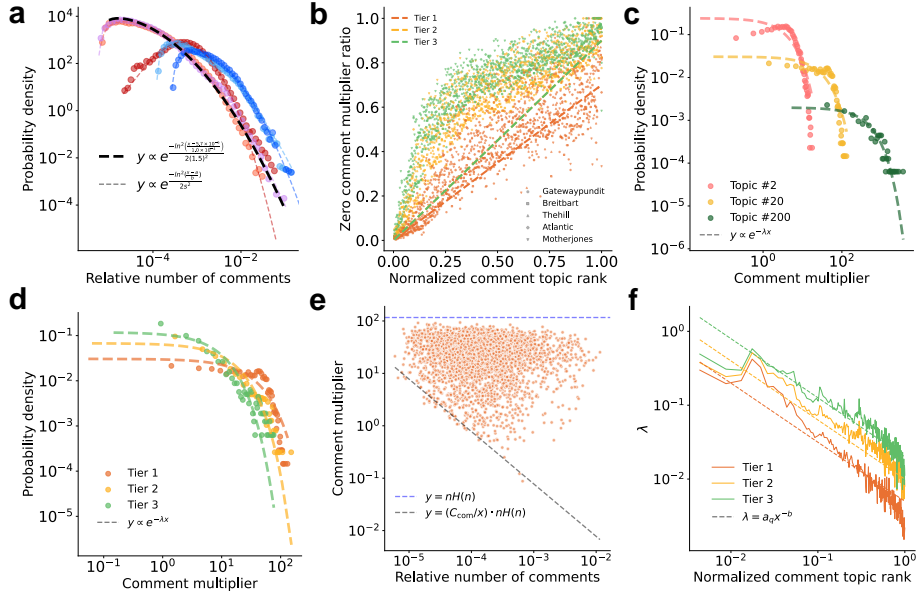 a
Probability density
10^4
10^2
10^0
10^−2
10^−4
y ∝ e
2(1,5)^2
y ∝ e
2s^2
10^−4
10^−2
Relative number of comments
b
Zero comment multiplier ratio
1.0
0.8
0.6
0.4
0.2
0.0
Tier 1
Tier 2
Tier 3
Gatewaypundit
Breitbart
Thehill
Atlantic
Motherjones
0.00
0.25
0.50
0.75
1.00
Normalized comment topic rank
c
Probability density
10^−1
10^−2
10^−3
10^−4
10^−5
10^−6
Topic #2
Topic #20
Topic #200
y ∝ e^−λx
10^0
10^2
Comment multiplier
d
Probability density
10^−1
10^−2
10^−3
10^−4
10^−5
Tier 1
Tier 2
Tier 3
y ∝ e^−λx
10^−1
10^0
10^1
10^2
Comment multiplier
e
Comment multiplier
10^2
10^1
10^0
10^−1
10^−2
y = nH(n)
y = (C_com/x) • nH(n)
10^−5
10^−4
10^−3
10^−2
Relative number of comments
f
λ
10^0
10^−1
10^−2
Tier 1
Tier 2
Tier 3
λ = a_q x^−b
10^−2
10^−1
10^0
Normalized comment topic rank